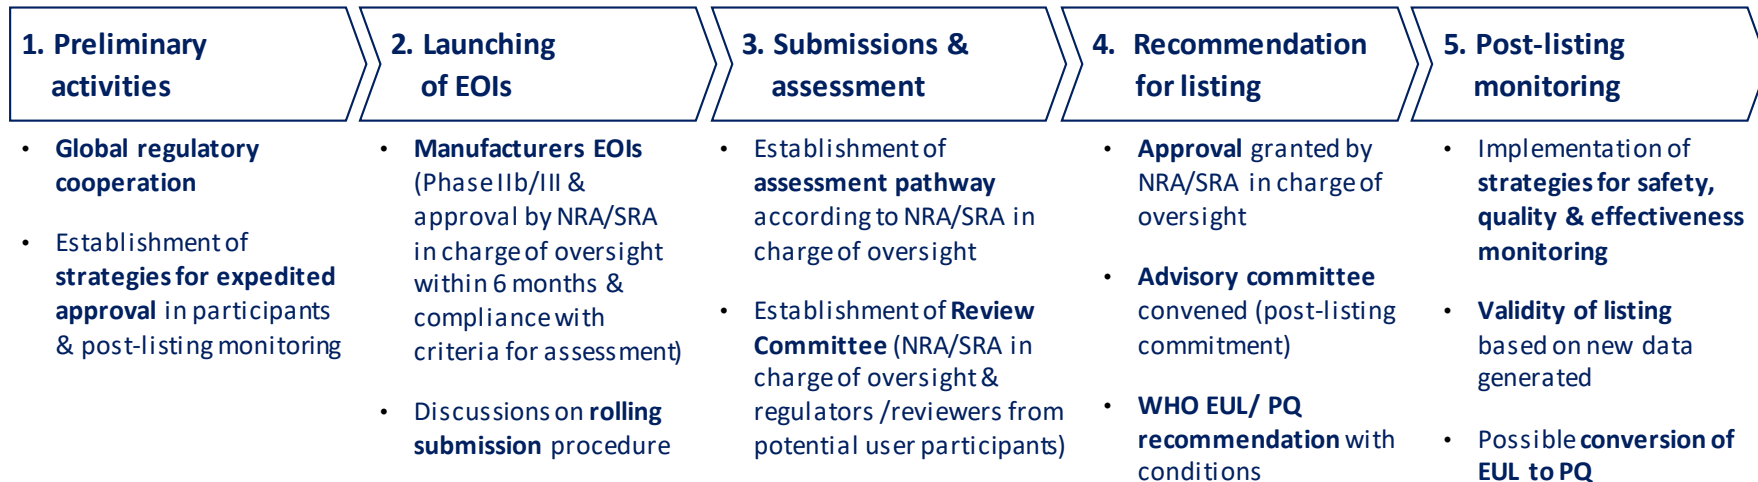 1. Preliminary
activities
2. Launching
of EOIs
3. Submissions &
assessment
4. Recommendation
for listing
5. Post-listing
monitoring
• Global regulatory
cooperation
• Establishment of
strategies for expedited
approval in participants
& post-listing monitoring
• Manufacturers EOIs
(Phase IIb/III &
approval by NRA/SRA
in charge of oversight
within 6 months &
compliance with
criteria for assessment)
• Discussions on rolling
submission procedure
• Establishment of
assessment pathway
according to NRA/SRA in
charge of oversight
• Establishment of Review
Committee (NRA/SRA in
charge of oversight &
regulators /reviewers from
potential user participants)
• Approval granted by
NRA/SRA in charge of
oversight
• Advisory committee
convened (post-listing
commitment)
• WHO EUL/ PQ
recommendation with
conditions
• Implementation of
strategies for safety,
quality & effectiveness
monitoring
• Validity of listing
based on new data
generated
• Possible conversion of
EUL to PQ